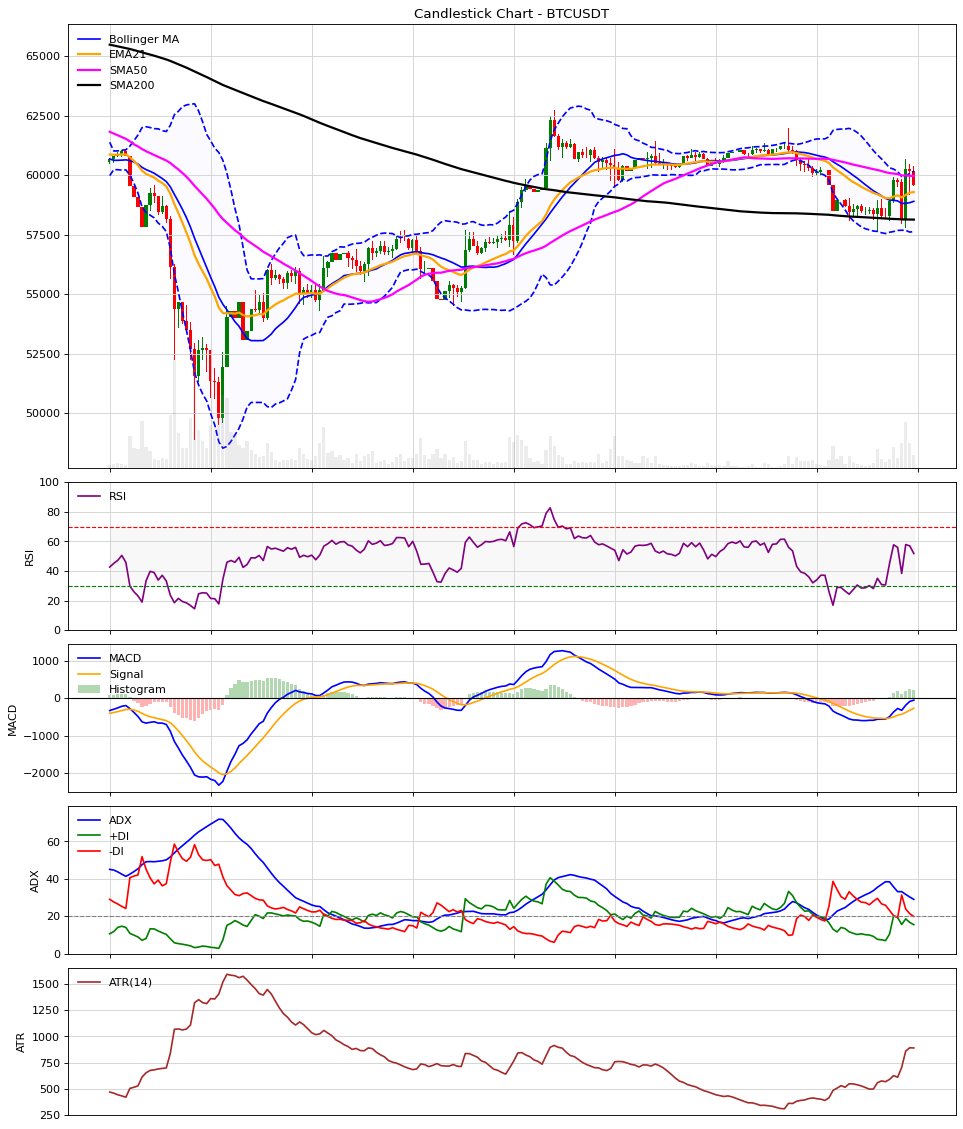 Candlestick Chart - BTCUSDT
Bollinger MA
EMA21
SMA50
SMA200
65000
62500
60000
57500
55000
52500
50000
RSI
100
80
60
40
20
0
RSI
MACD
Signal
Histogram
1000
0
−1000
−2000
MACD
ADX
+DI
-DI
60
40
20
0
ADX
ATR(14)
1500
1250
1000
750
500
250
ATR